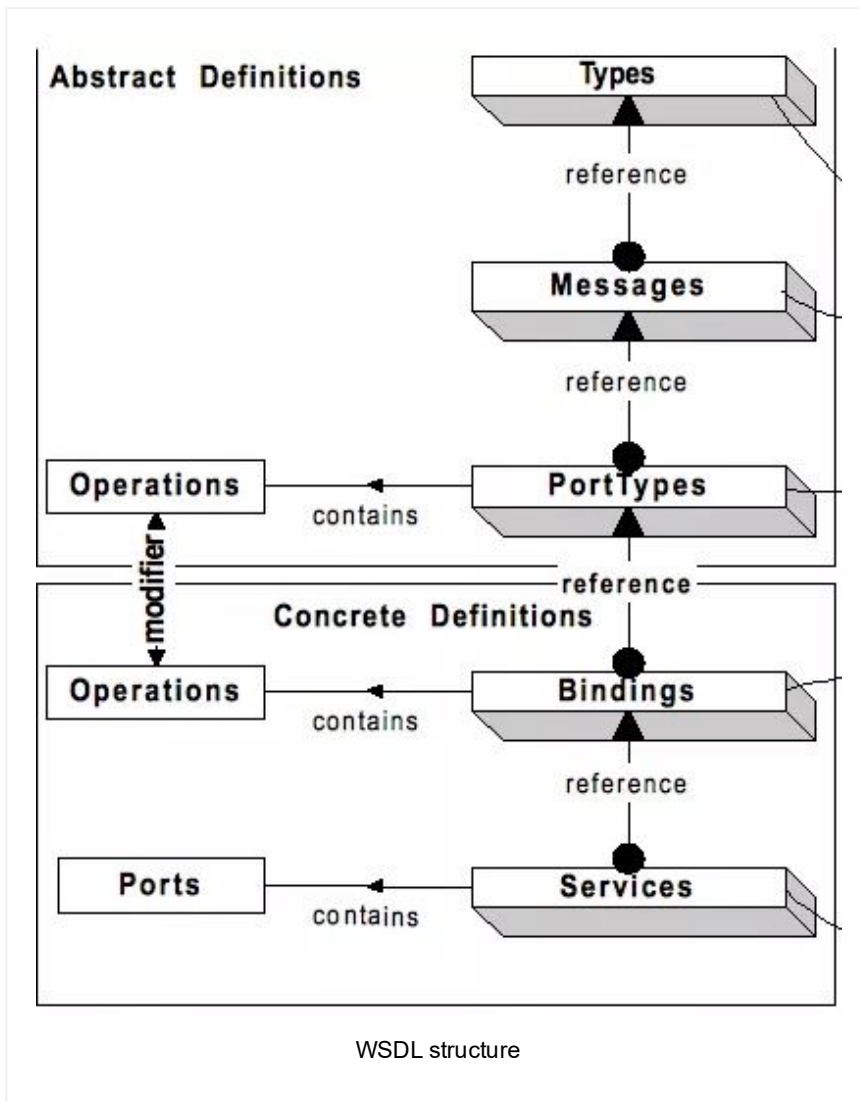 Abstract Definitions
Types
reference
Messages
reference
Operations
contains
PortTypes
modifier
reference
Concrete Definitions
Operations
contains
Bindings
reference
Ports
contains
Services
WSDL structure